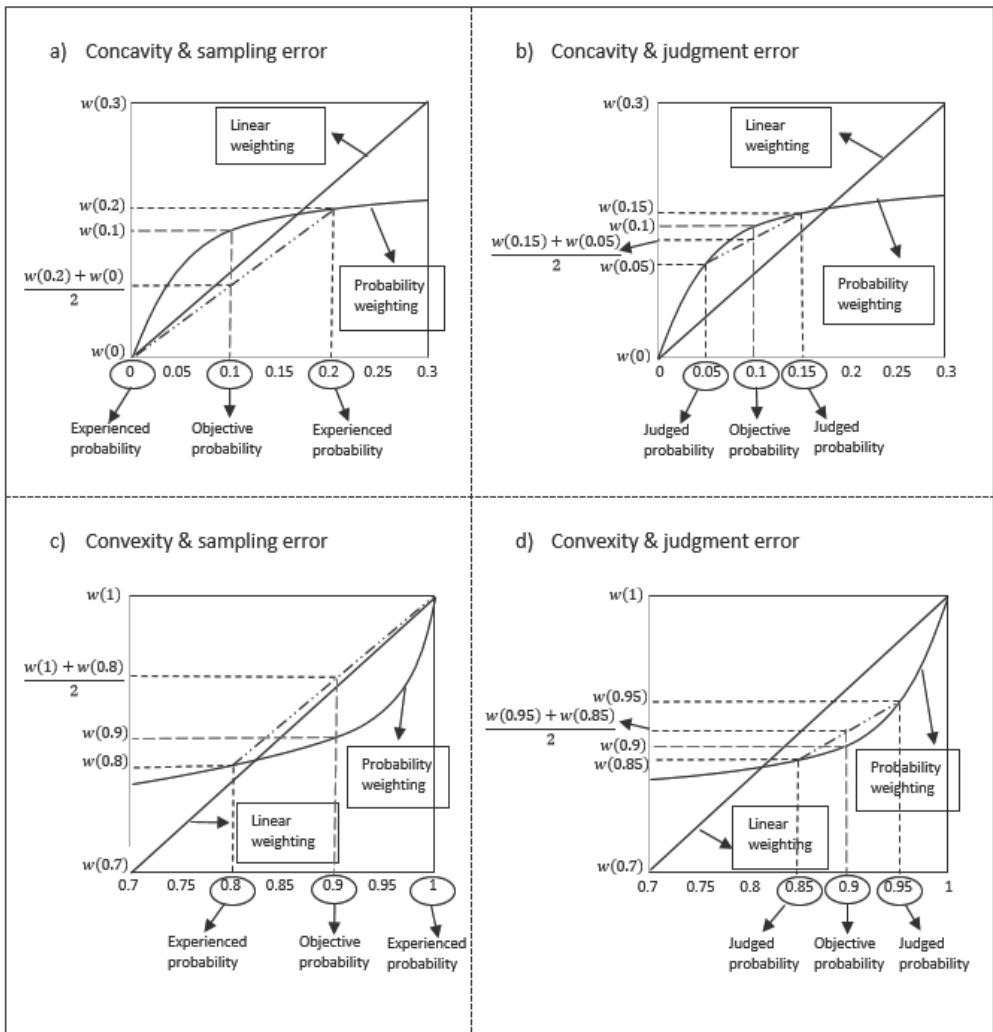 a) Concavity & sampling error
w(0.3)
Linear
weighting
w(0.2)
w(0.1)
w(0.2) + w(0)
2
Probability
weighting
w(0)
0 0.05 0.1 0.15 0.2 0.25 0.3
Experienced
probability
Objective
probability
Experienced
probability
b) Concavity & judgment error
w(0.3)
Linear
weighting
w(0.15)
w(0.1)
w(0.15) + w(0.05)
2
w(0.05)
Probability
weighting
w(0)
0 0.05 0.1 0.15 0.2 0.25 0.3
Judged
probability
Objective
probability
Judged
probability
c) Convexity & sampling error
w(1)
w(1) + w(0.8)
2
w(0.9)
w(0.8)
Probability
weighting
Linear
weighting
w(0.7)
0.7 0.75 0.8 0.85 0.9 0.95 1
Experienced
probability
Objective
probability
Experienced
probability
d) Convexity & judgment error
w(1)
w(0.95)
w(0.95) + w(0.85)
2
w(0.9)
w(0.85)
Probability
weighting
Linear
weighting
w(0.7)
0.7 0.75 0.8 0.85 0.9 0.95 1
Judged
probability
Objective
probability
Judged
probability